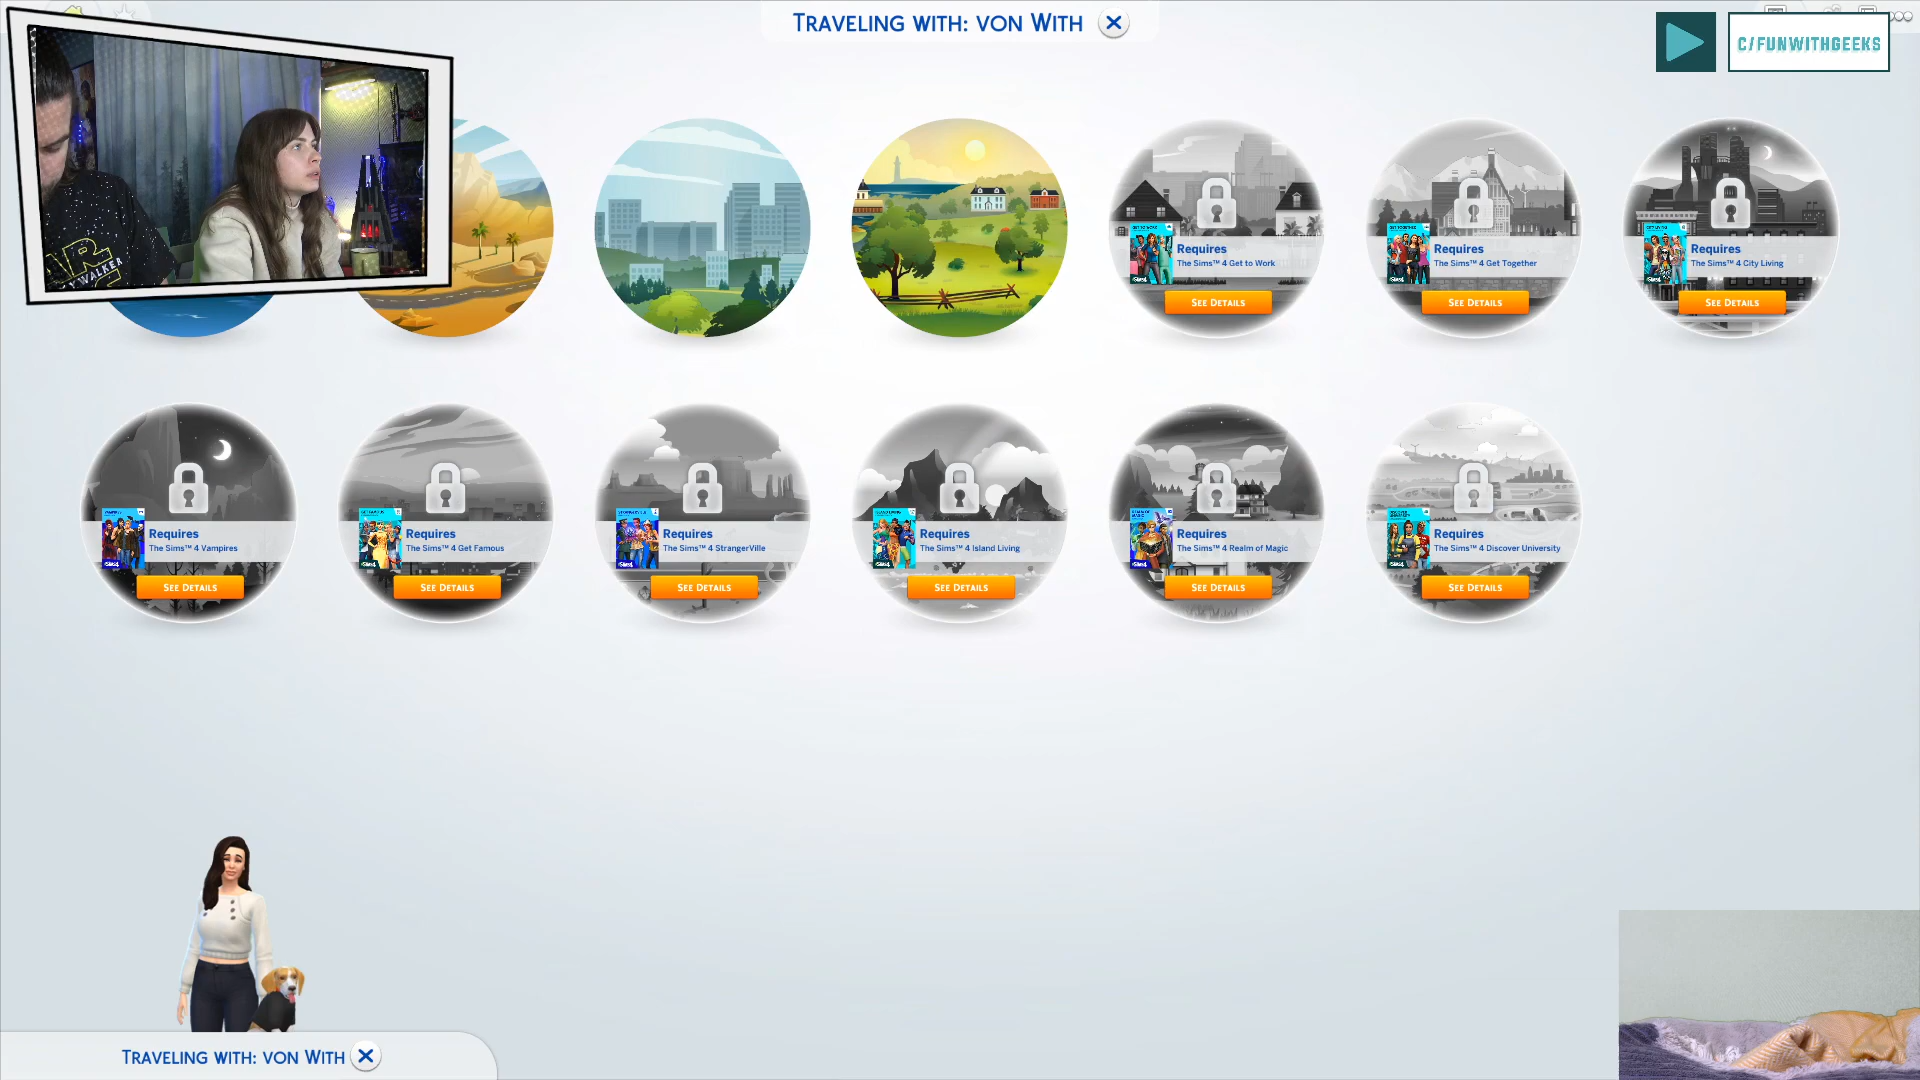 TRAVELING WITH: VON WITH
C/FUNWITHGEEKS
AR
YWALKER
Requires
The Sims™ 4 Get to Work
SEE DETAILS
Requires
The Sims™ 4 Get Together
SEE DETAILS
Requires
The Sims™ 4 City Living
SEE DETAILS
Requires
The Sims™ 4 Vampires
SEE DETAILS
Requires
The Sims™ 4 Get Famous
SEE DETAILS
Requires
The Sims™ 4 StrangerVille
SEE DETAILS
Requires
The Sims™ 4 Island Living
SEE DETAILS
Requires
The Sims™ 4 Realm of Magic
SEE DETAILS
Requires
The Sims™ 4 Discover University
SEE DETAILS
TRAVELING WITH: VON WITH